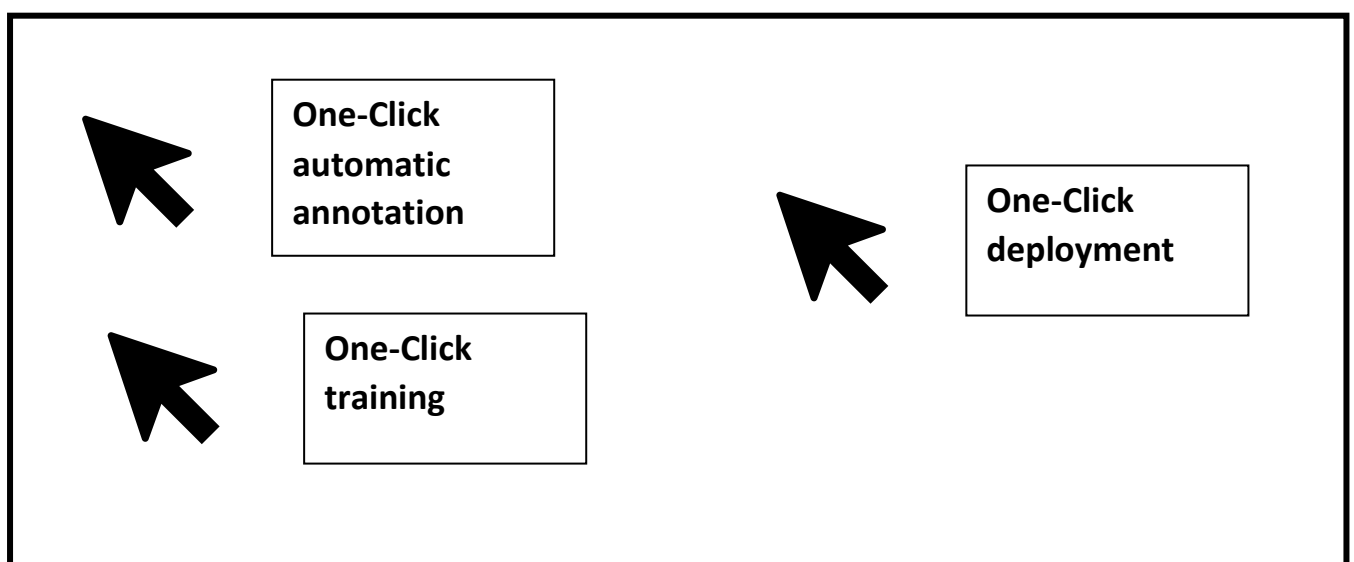 One-Click
automatic
annotation
One-Click
training
One-Click
deployment